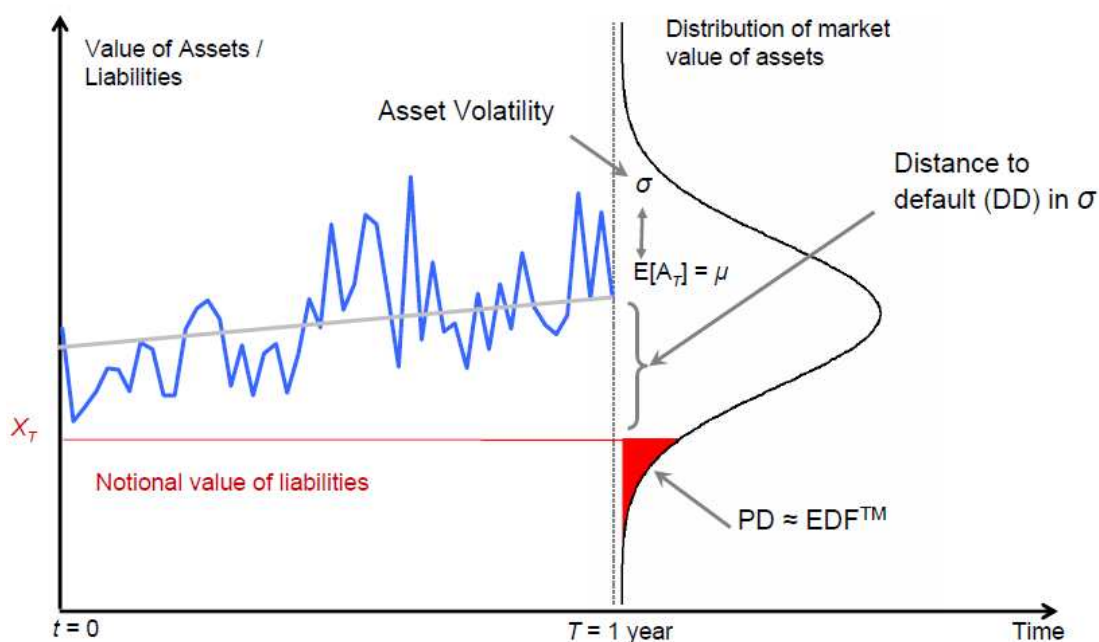 Value of Assets /
Liabilities
Distribution of market
value of assets
Asset Volatility
σ
E[A_T] = μ
Distance to
default (DD) in σ
X_T
Notional value of liabilities
PD ≈ EDF™
t = 0
T = 1 year
Time